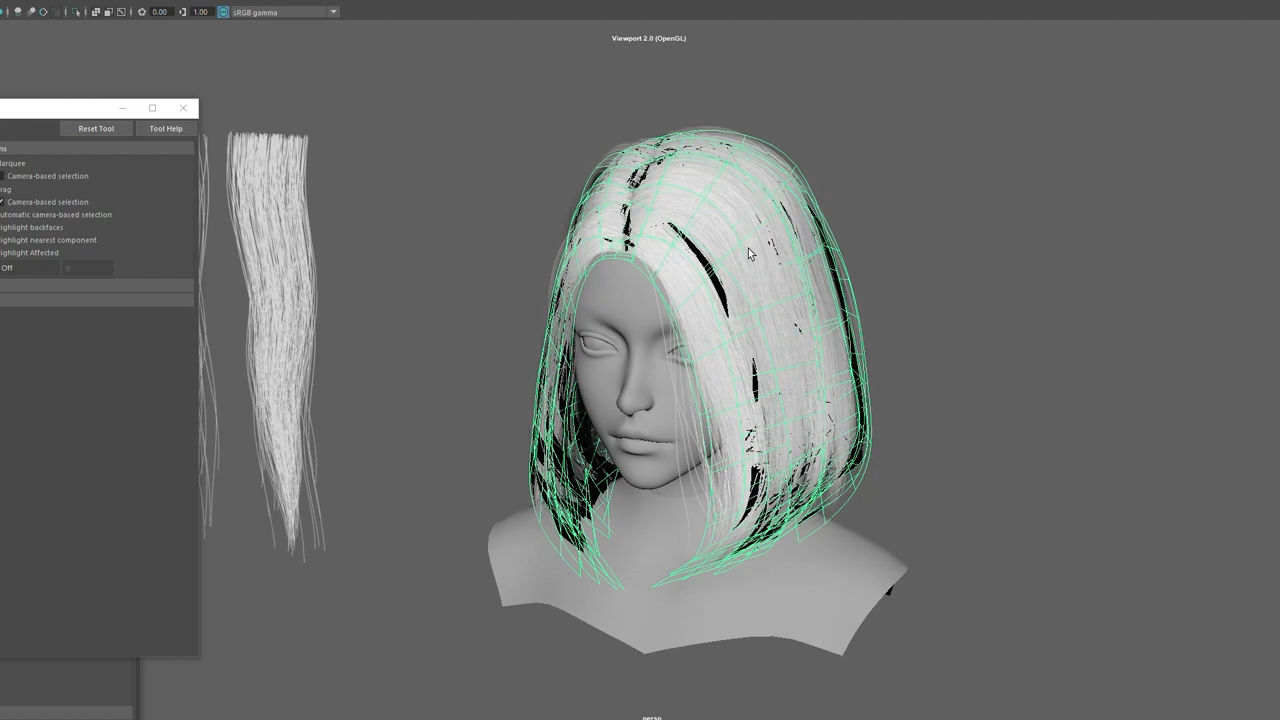 0.00 1.00 sRGB gamma
Viewport 2.0 (OpenGL)
Reset Tool Tool Help
Camera-based selection
Camera-based selection
utomatic camera-based selection
ighlight backfaces
ighlight nearest component
ighlight Affected
Off 0
persp